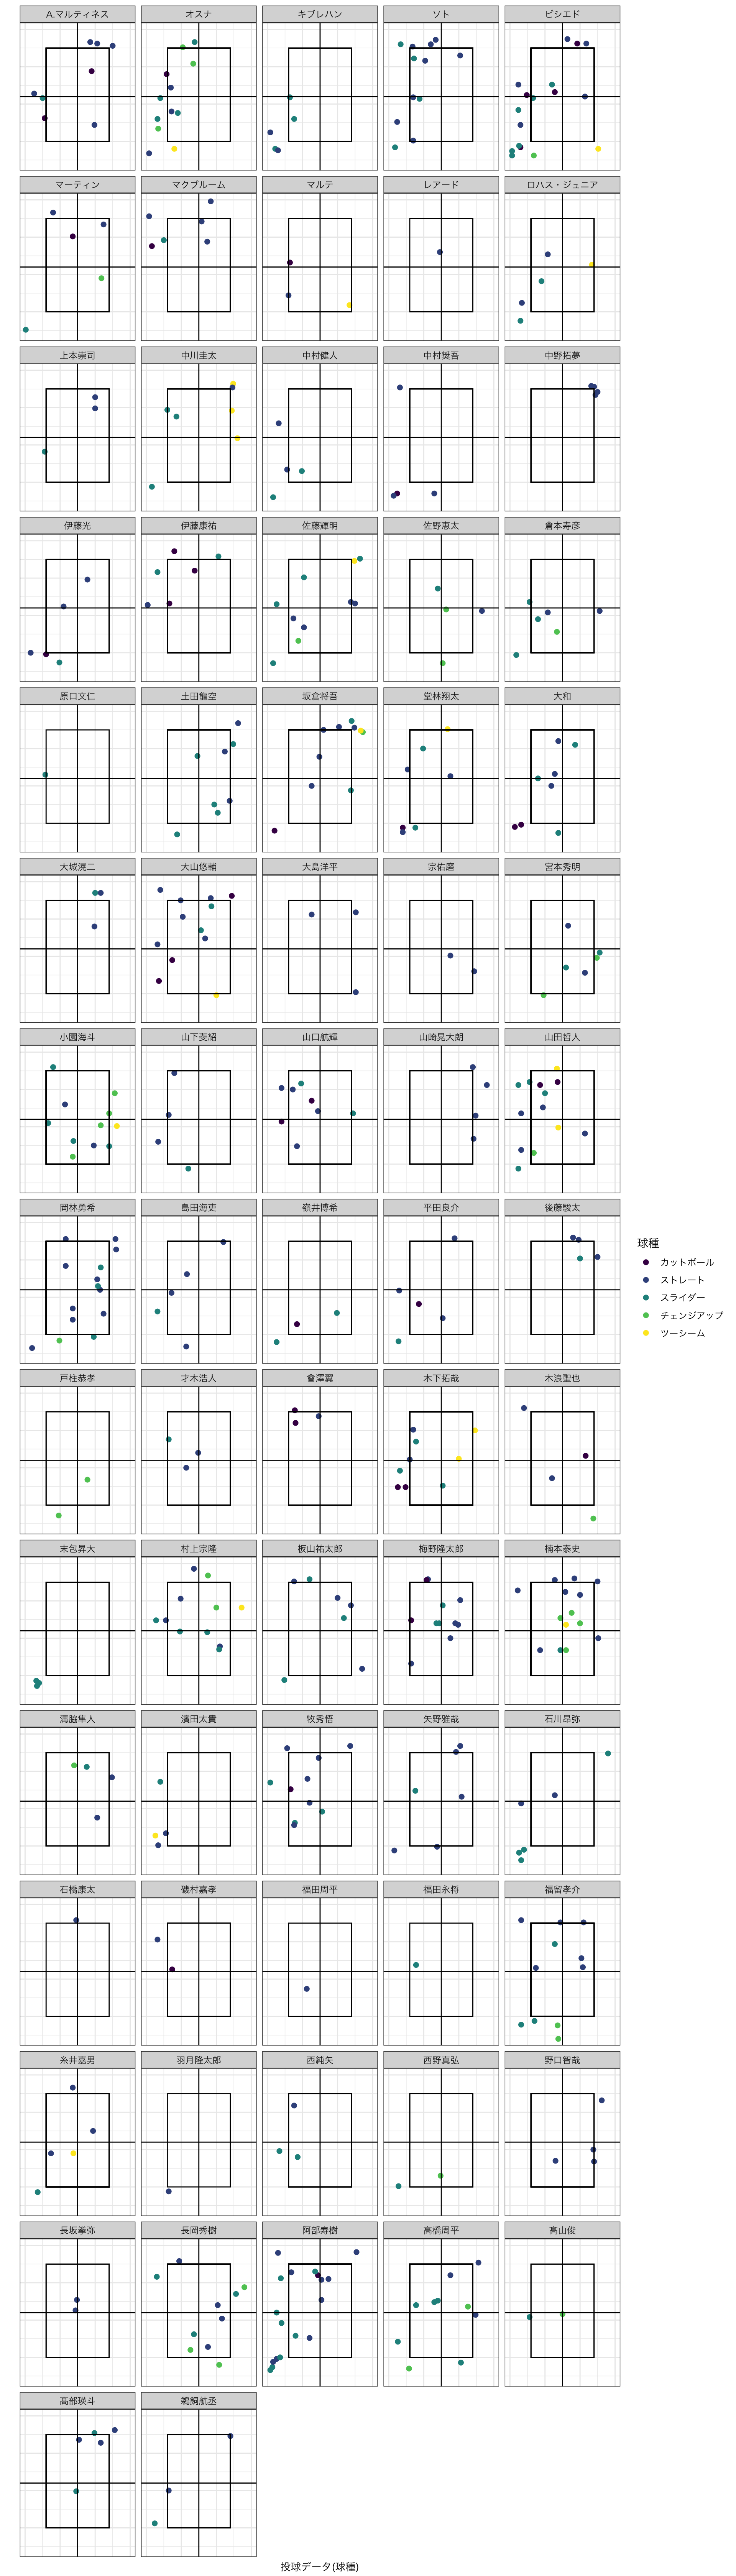 A.マルティネス
オスナ
キブレハン
ソト
ビシエド
マーティン
マクブルーム
マルテ
レアード
ロハス・ジュニア
上本崇司
中川圭太
中村健人
中村奨吾
中野拓夢
伊藤光
伊藤康祐
佐藤輝明
佐野恵太
倉本寿彦
原口文仁
土田龍空
坂倉将吾
堂林翔太
大和
大城滉二
大山悠輔
大島洋平
宗佑磨
宮本秀明
小園海斗
山下斐紹
山口航輝
山崎晃大朗
山田哲人
岡林勇希
島田海吏
嶺井博希
平田良介
後藤駿太
戸柱恭孝
才木浩人
會澤翼
木下拓哉
木浪聖也
末包昇大
村上宗隆
板山祐太郎
梅野隆太郎
楠本泰史
溝脇隼人
濱田太貴
牧秀悟
矢野雅哉
石川昂弥
石橋康太
磯村嘉孝
福田周平
福田永将
福留孝介
糸井嘉男
羽月隆太郎
西純矢
西野真弘
野口智哉
長坂拳弥
長岡秀樹
阿部寿樹
高橋周平
髙山俊
髙部瑛斗
鵜飼航丞
球種
カットボール
ストレート
スライダー
チェンジアップ
ツーシーム
投球データ(球種)